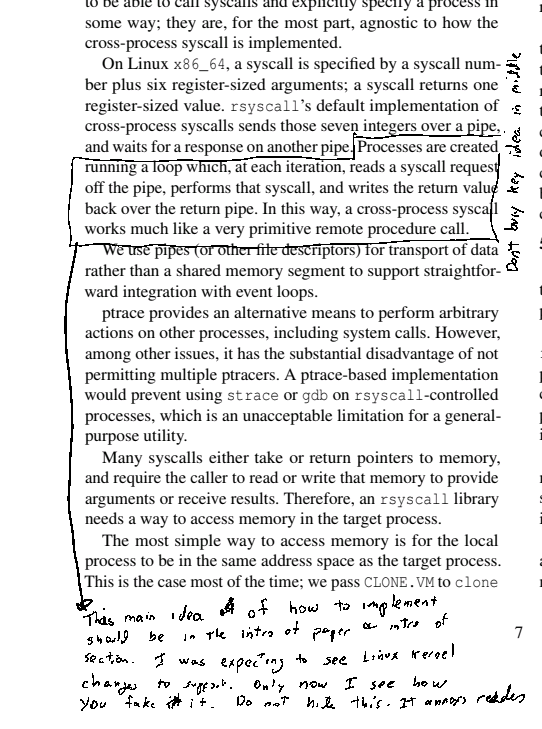 to be able to call syscalls and explicitly specify a process in
some way; they are, for the most part, agnostic to how the
cross-process syscall is implemented.
On Linux x86_64, a syscall is specified by a syscall num-
ber plus six register-sized arguments; a syscall returns one
register-sized value. rsyscall's default implementation of
cross-process syscalls sends those seven integers over a pipe,
and waits for a response on another pipe. Processes are created
running a loop which, at each iteration, reads a syscall request
off the pipe, performs that syscall, and writes the return value
back over the return pipe. In this way, a cross-process syscall
works much like a very primitive remote procedure call.
We use pipes (or other file descriptors) for transport of data
rather than a shared memory segment to support straightfor-
ward integration with event loops.
ptrace provides an alternative means to perform arbitrary
actions on other processes, including system calls. However,
among other issues, it has the substantial disadvantage of not
permitting multiple ptracers. A ptrace-based implementation
would prevent using strace or gdb on rsyscall-controlled
processes, which is an unacceptable limitation for a general-
purpose utility.
Many syscalls either take or return pointers to memory,
and require the caller to read or write that memory to provide
arguments or receive results. Therefore, an rsyscall library
needs a way to access memory in the target process.
The most simple way to access memory is for the local
process to be in the same address space as the target process.
This is the case most of the time; we pass CLONE_VM to clone
Dont bury key idea in middle
This main idea of how to implement
should be in the intro of paper or intro of
section. I was expecting to see Linux kernel
changes to support. Only now I see how
you fake it. Do not hide this. It annoys reader
7